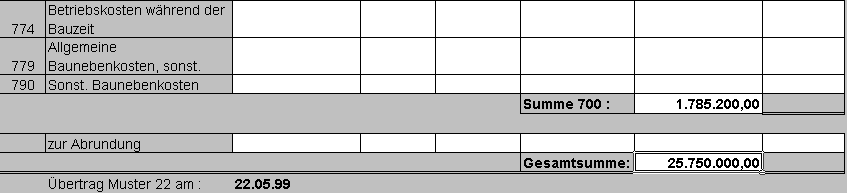 Betriebskosten während der
774 Bauzeit
Allgemeine
779 Baunebenkosten, sonst.
790 Sonst. Baunebenkosten
Summe 700 : 1.785.200,00
zur Abrundung
Gesamtsumme: 25.750.000,00
Übertrag Muster 22 am : 22.05.99